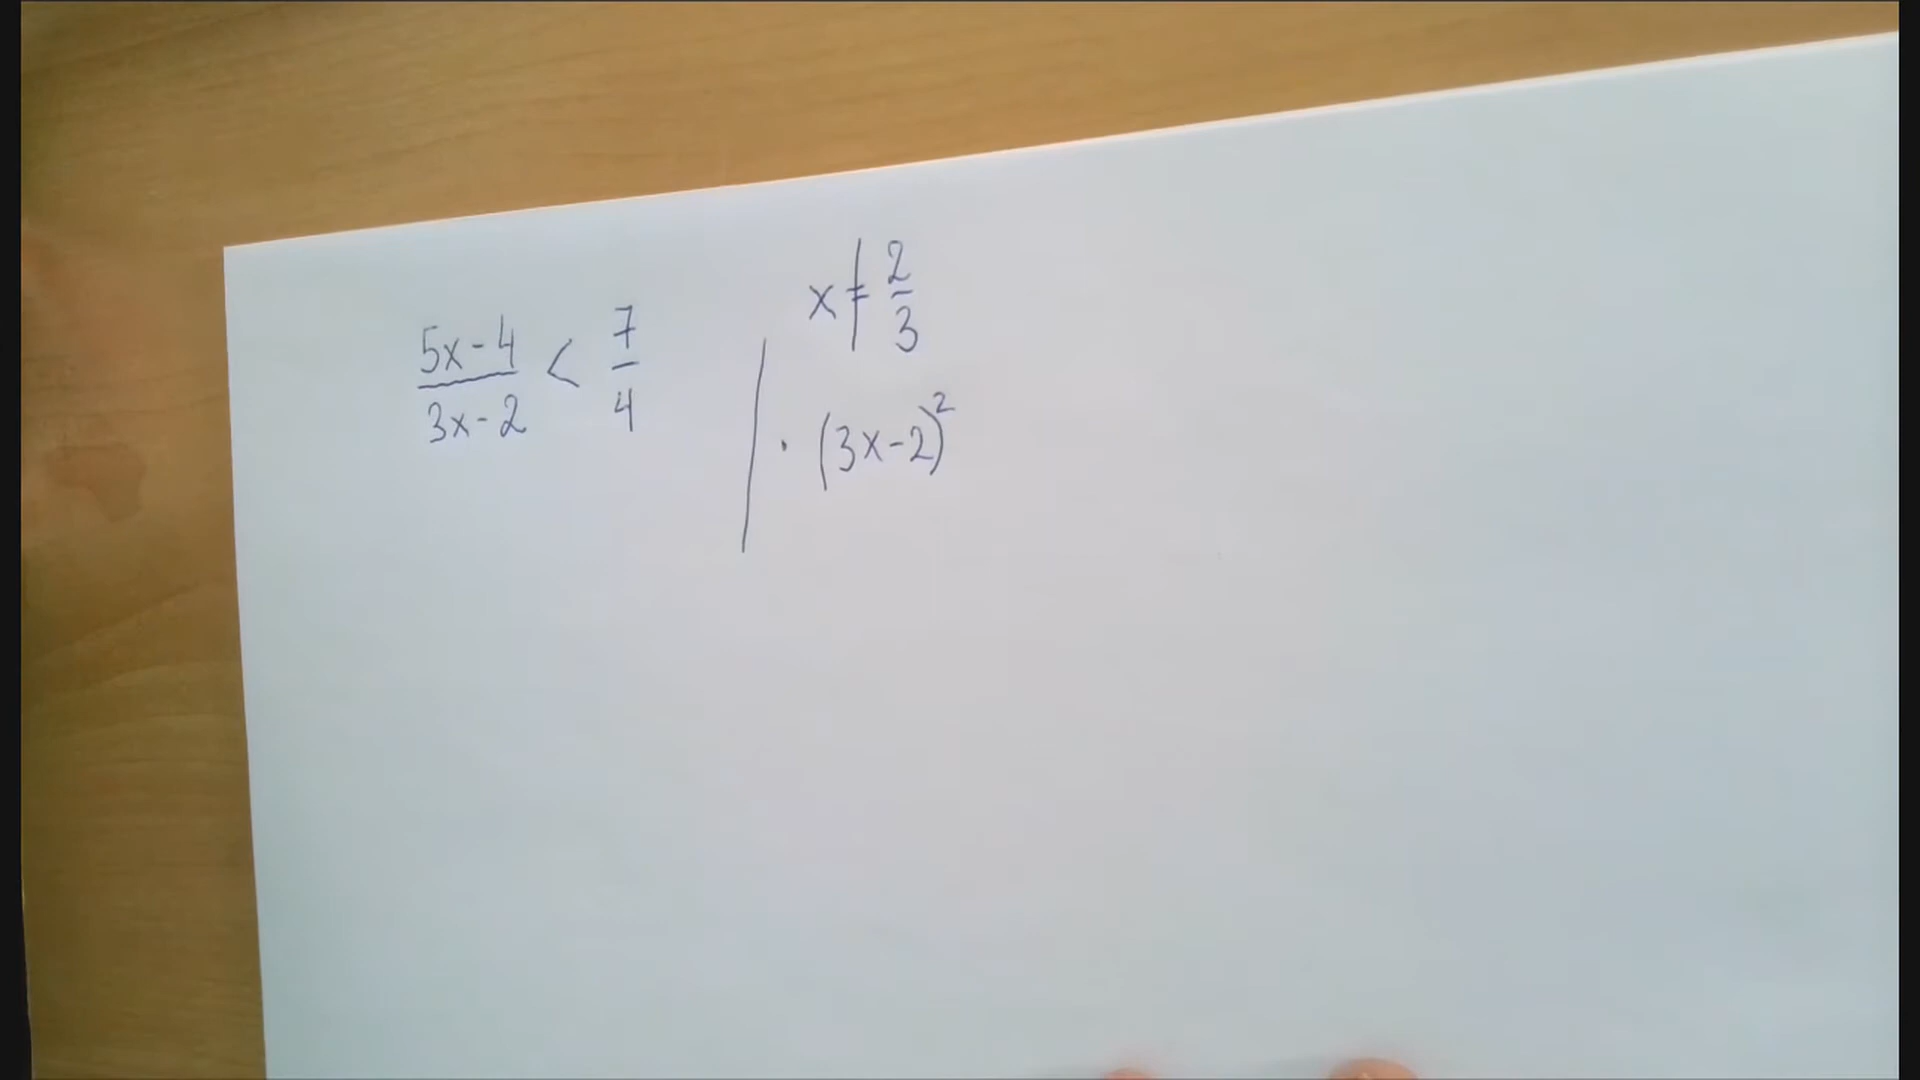 x ≠ 2/3
(5x-4)/(3x-2) < 7/4 | · (3x-2)²